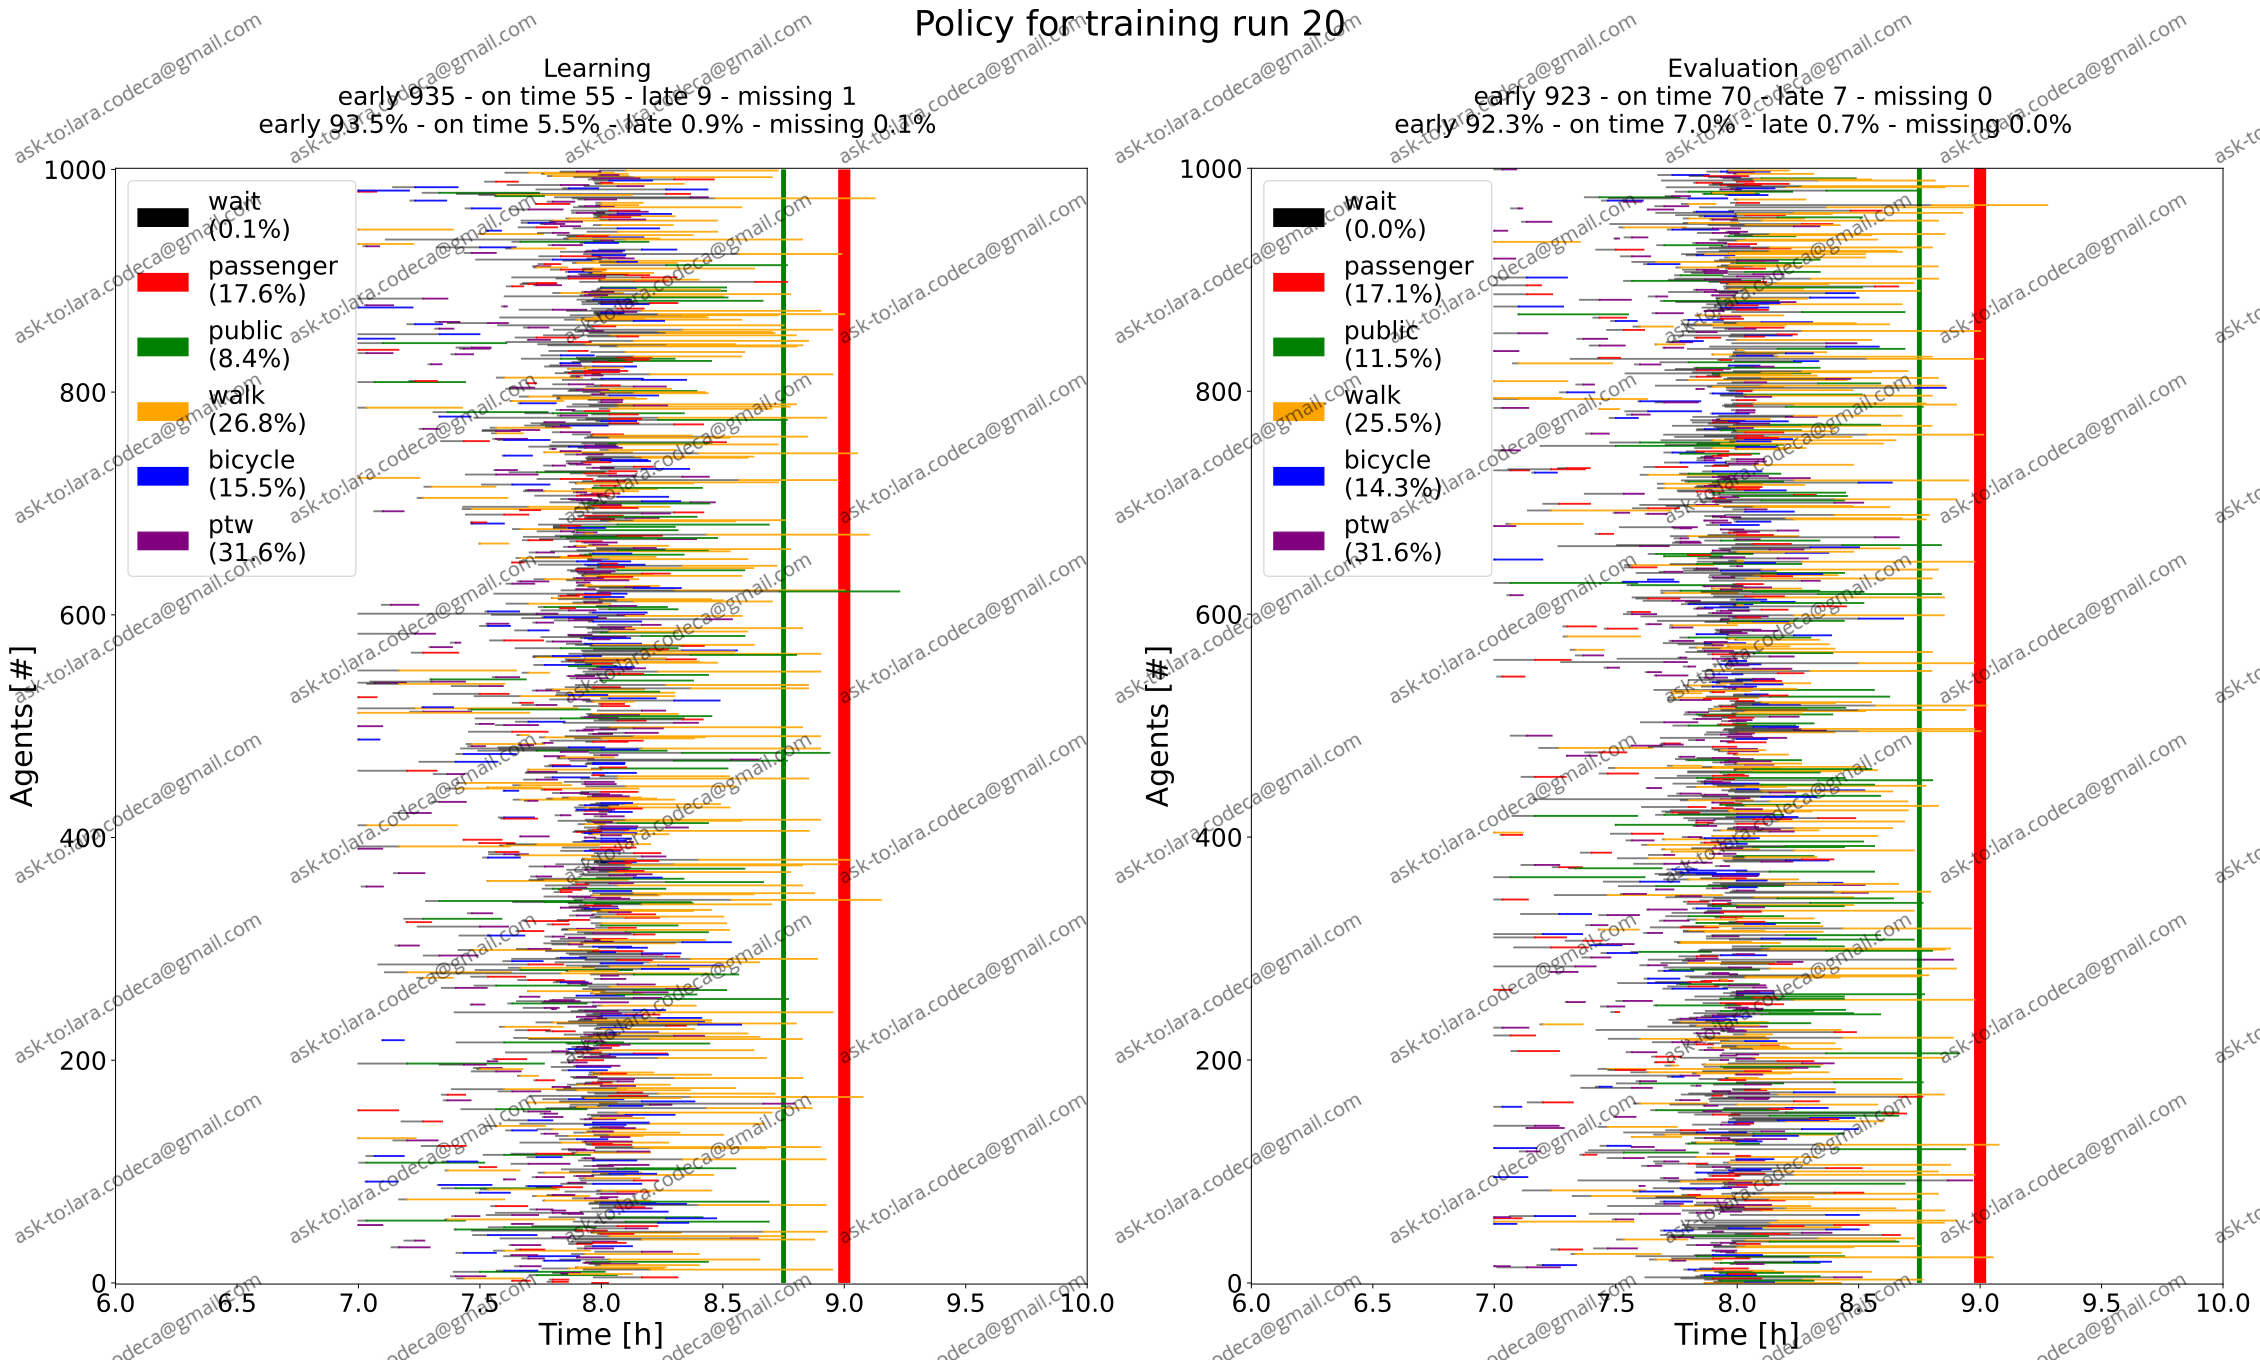 Policy for training run 20
Learning
early 935 - on time 55 - late 9 - missing 1
early 93.5% - on time 5.5% - late 0.9% - missing 0.1%
wait
(0.1%)
passenger
(17.6%)
public
(8.4%)
walk
(26.8%)
bicycle
(15.5%)
ptw
(31.6%)
Agents [#]
1000
800
600
400
200
0
6.0 6.5 7.0 7.5 8.0 8.5 9.0 9.5 10.0
Time [h]
Evaluation
early 923 - on time 70 - late 7 - missing 0
early 92.3% - on time 7.0% - late 0.7% - missing 0.0%
wait
(0.0%)
passenger
(17.1%)
public
(11.5%)
walk
(25.5%)
bicycle
(14.3%)
ptw
(31.6%)
Agents [#]
1000
800
600
400
200
0
6.0 6.5 7.0 7.5 8.0 8.5 9.0 9.5 10.0
Time [h]
ask-to:lara.codeca@gmail.com